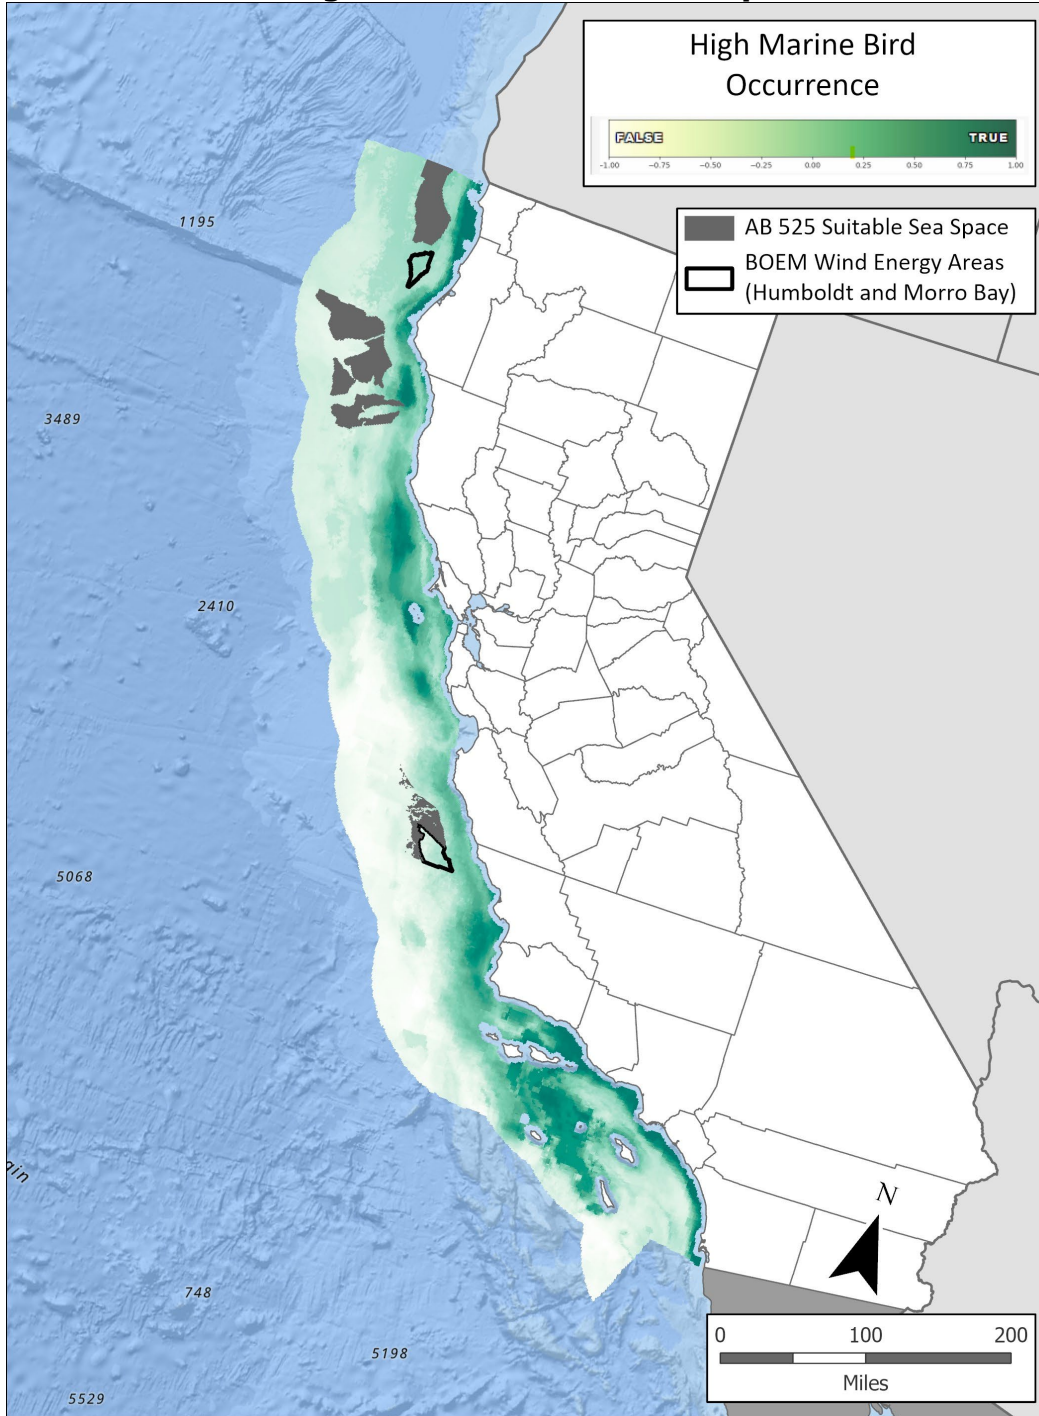 High Marine Bird
Occurrence
FALSE TRUE
-1.00 -0.75 -0.50 -0.25 0.00 0.25 0.50 0.75 1.00
AB 525 Suitable Sea Space
BOEM Wind Energy Areas
(Humboldt and Morro Bay)
1195
3489
2410
5068
gin
N
748
5198
5529
0 100 200
Miles